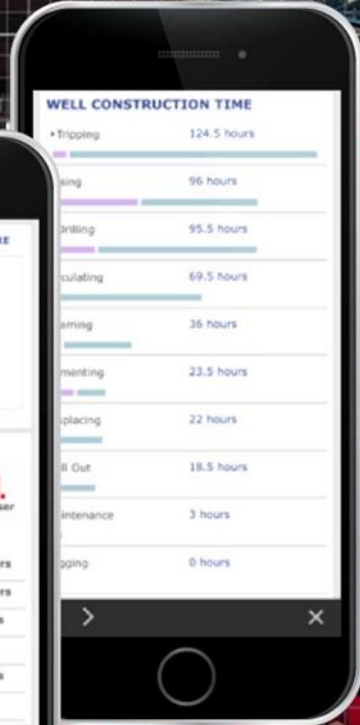 WELL CONSTRUCTION TIME
Tripping 124.5 hours
sing 96 hours
Drilling 95.5 hours
culating 69.5 hours
aming 36 hours
menting 23.5 hours
placing 22 hours
ll Out 18.5 hours
intenance 3 hours
gging 0 hours